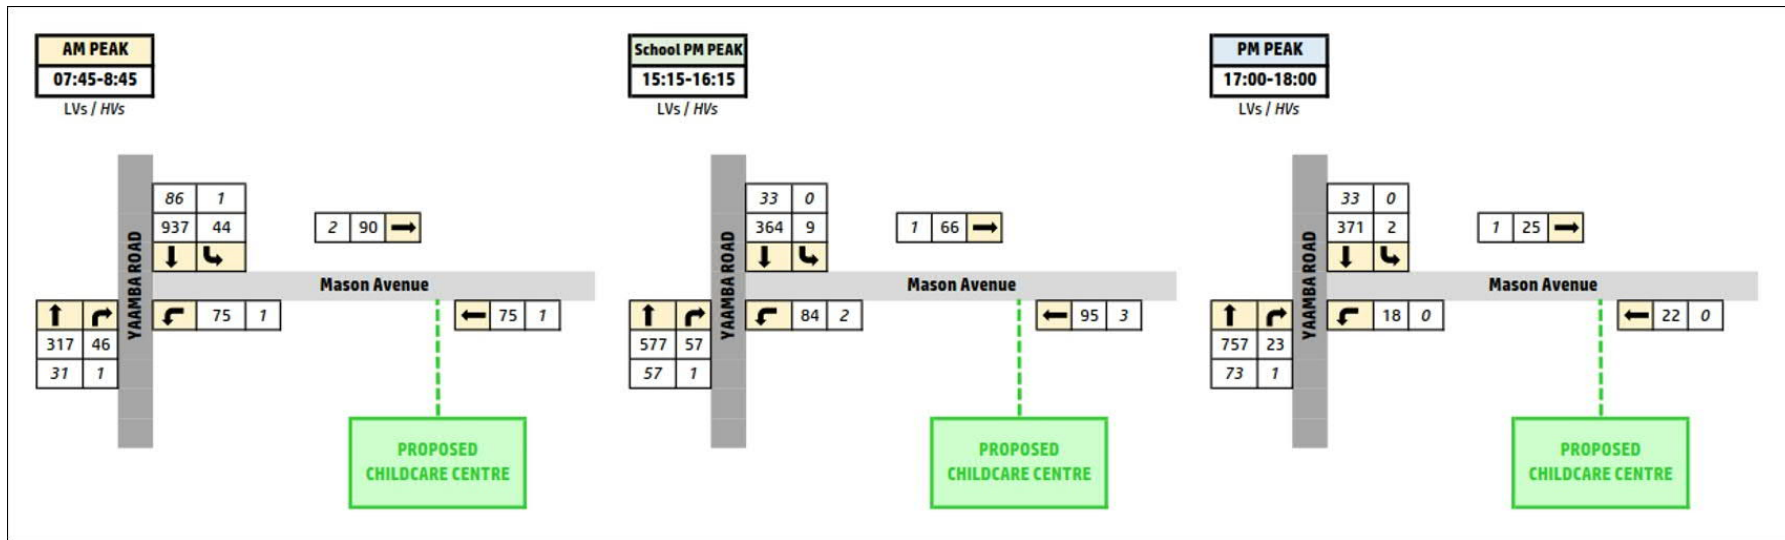 AM PEAK
07:45-8:45
LVs / HVs
86 1
937 44
2 90
YAAMBA ROAD
Mason Avenue
75 1
75 1
317 46
31 1
PROPOSED
CHILDCARE CENTRE
School PM PEAK
15:15-16:15
LVs / HVs
33 0
364 9
1 66
YAAMBA ROAD
Mason Avenue
84 2
95 3
577 57
57 1
PROPOSED
CHILDCARE CENTRE
PM PEAK
17:00-18:00
LVs / HVs
33 0
371 2
1 25
YAAMBA ROAD
Mason Avenue
18 0
22 0
757 23
73 1
PROPOSED
CHILDCARE CENTRE